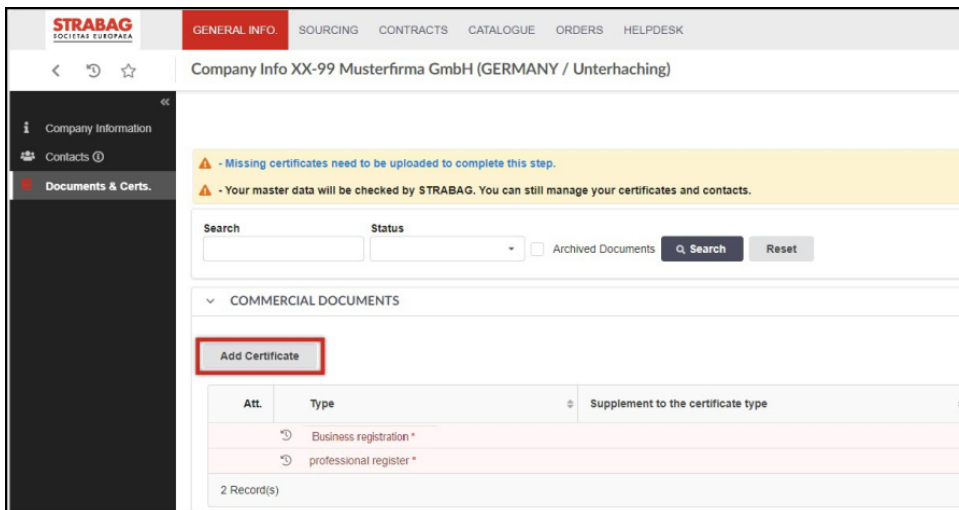 STRABAG
SOCIETAS EUROPAEA
GENERAL INFO. SOURCING CONTRACTS CATALOGUE ORDERS HELPDESK
Company Info XX-99 Musterfirma GmbH (GERMANY / Unterhaching)
Company Information
Contacts
Documents & Certs.
- Missing certificates need to be uploaded to complete this step.
- Your master data will be checked by STRABAG. You can still manage your certificates and contacts.
Search Status
Archived Documents Search Reset
COMMERCIAL DOCUMENTS
Add Certificate
Att. Type Supplement to the certificate type
Business registration *
professional register *
2 Record(s)